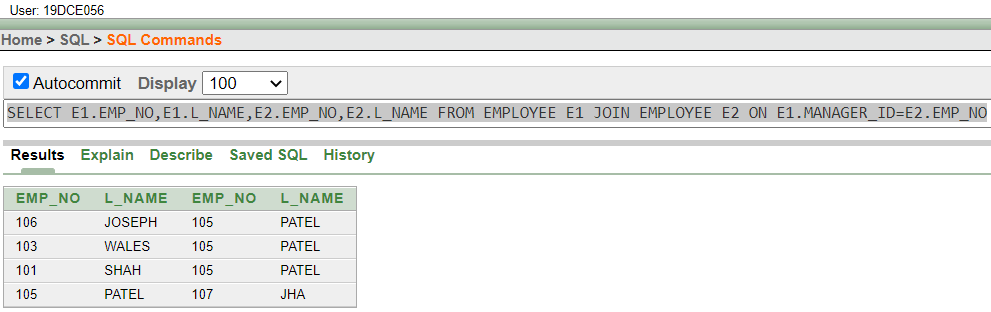 User: 19DCE056
Home > SQL > SQL Commands
Autocommit Display 100
SELECT E1.EMP_NO,E1.L_NAME,E2.EMP_NO,E2.L_NAME FROM EMPLOYEE E1 JOIN EMPLOYEE E2 ON E1.MANAGER_ID=E2.EMP_NO
Results Explain Describe Saved SQL History
EMP_NO L_NAME EMP_NO L_NAME
106 JOSEPH 105 PATEL
103 WALES 105 PATEL
101 SHAH 105 PATEL
105 PATEL 107 JHA